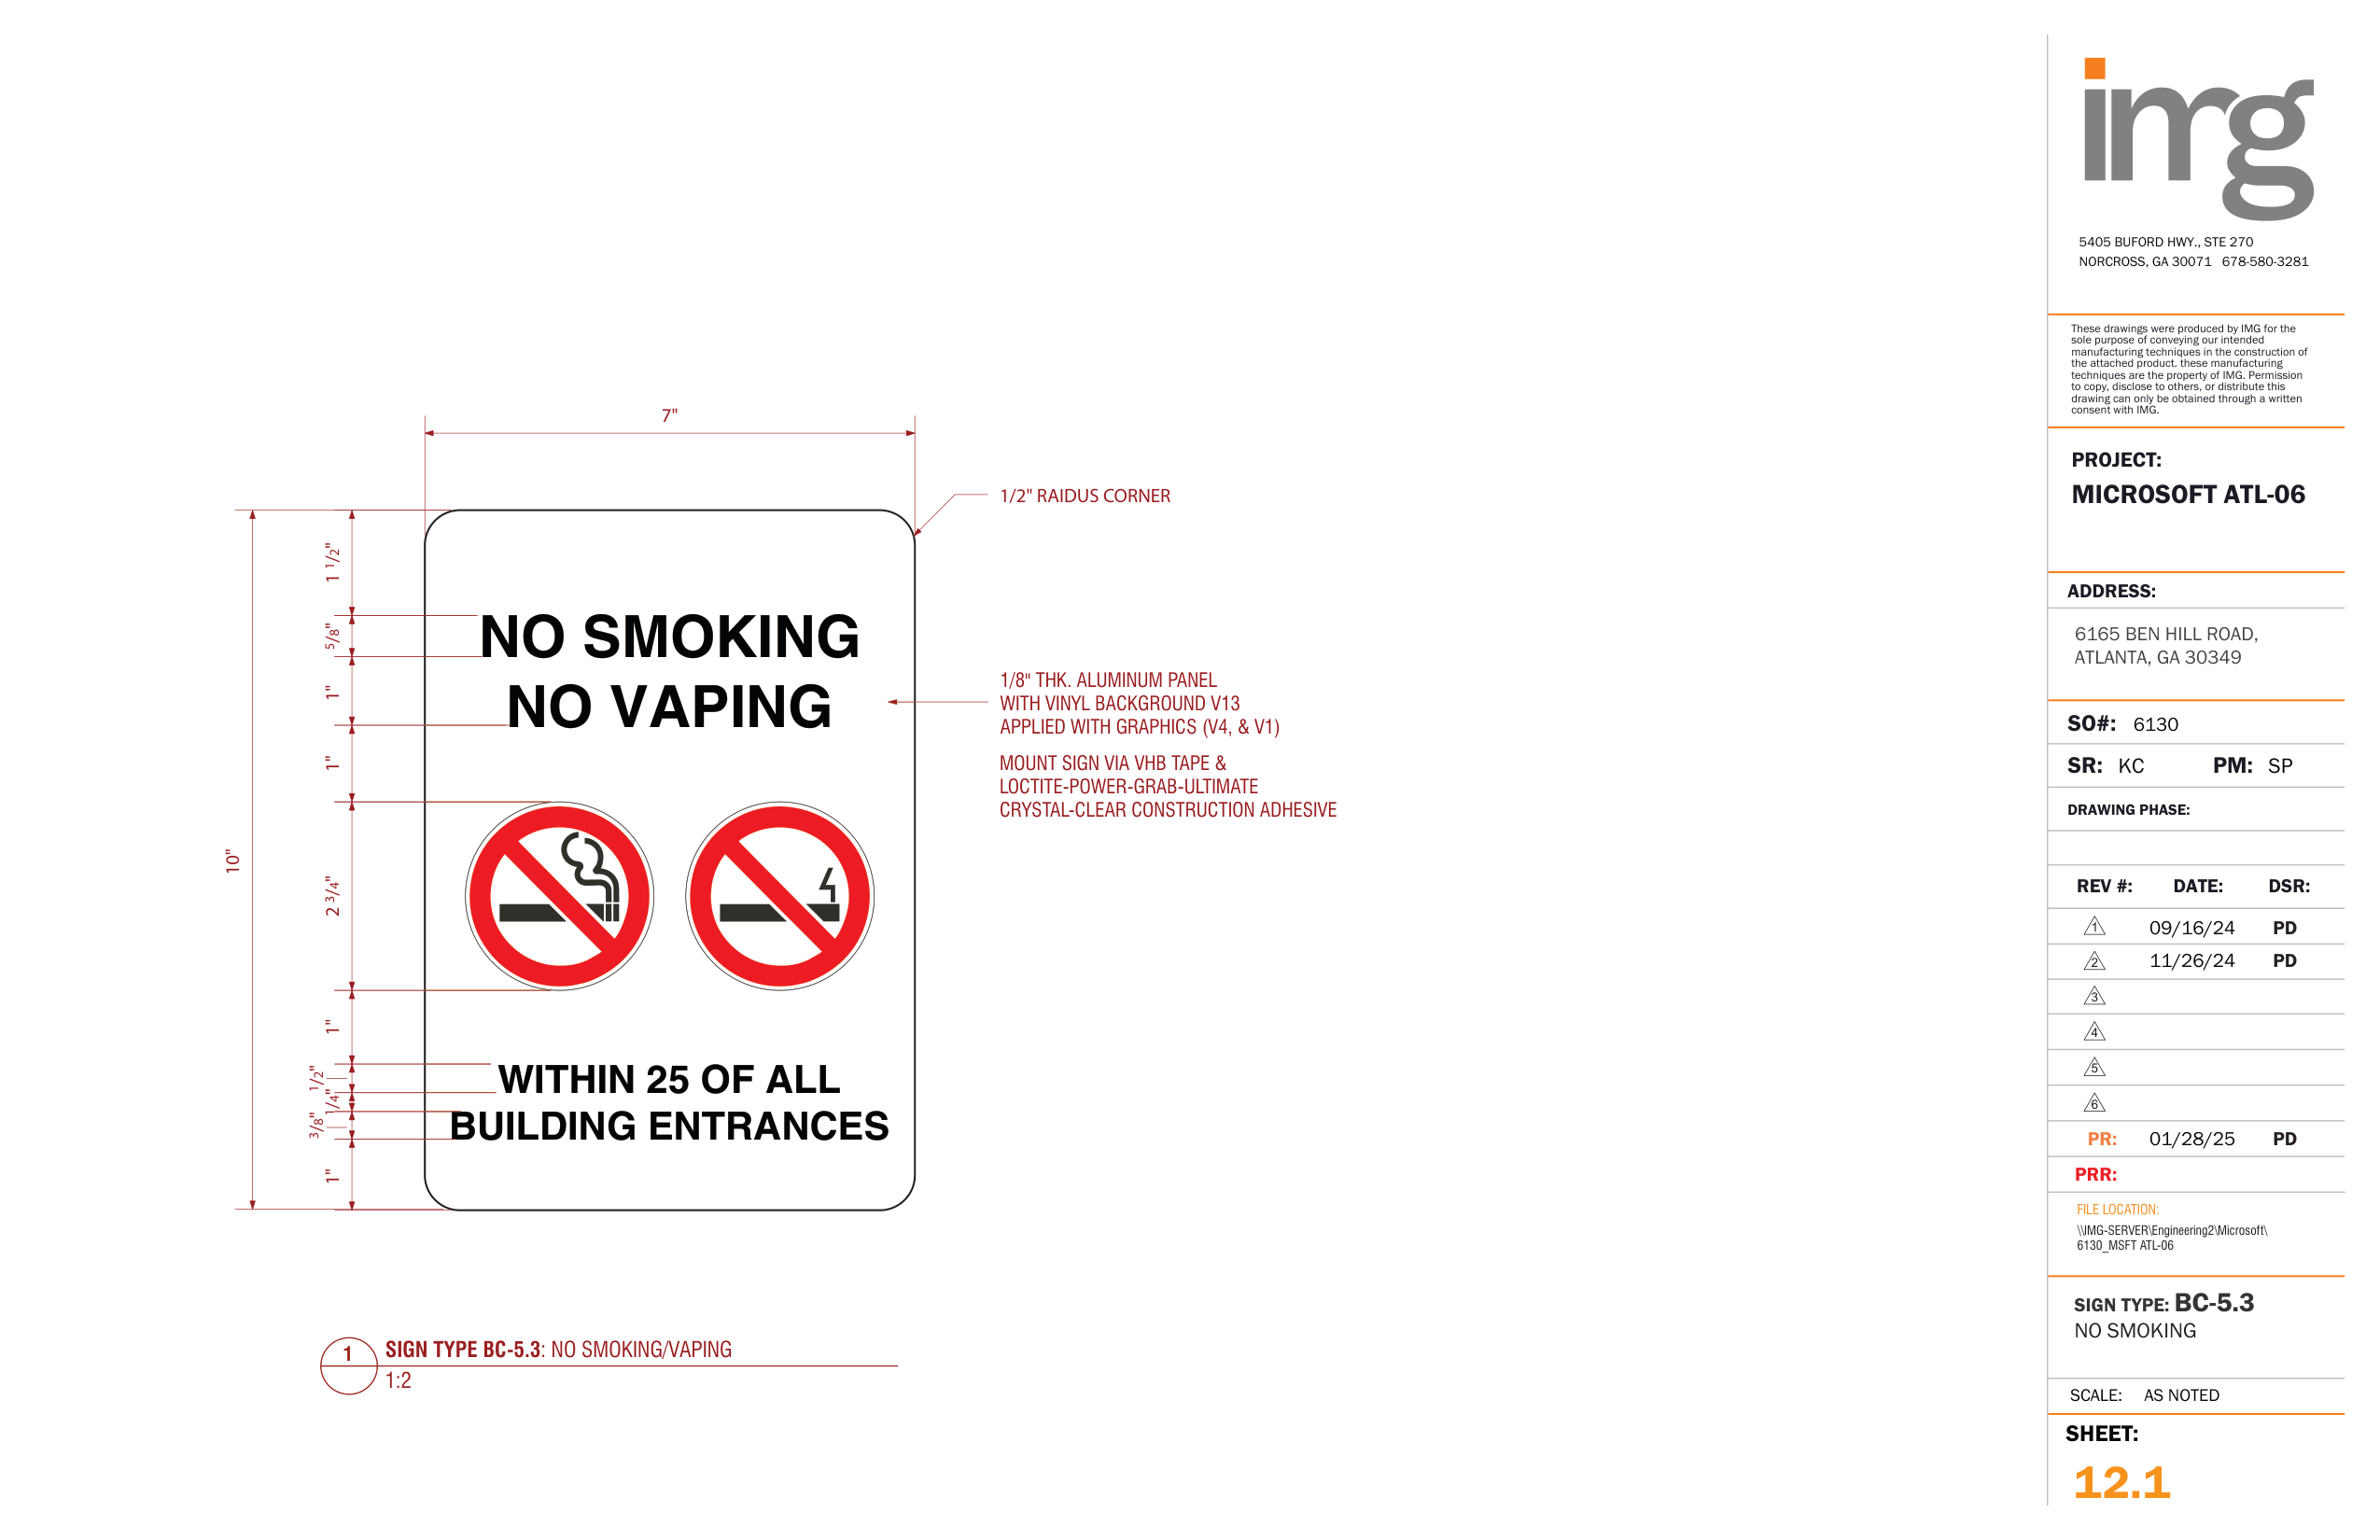 7"
1/2" RAIDUS CORNER
10"
1 1/2"
5/8"
1"
1"
2 3/4"
1"
1/2"
1/4"
3/8"
1"
NO SMOKING
NO VAPING
4
WITHIN 25 OF ALL
BUILDING ENTRANCES
1/8" THK. ALUMINUM PANEL
WITH VINYL BACKGROUND V13
APPLIED WITH GRAPHICS (V4, & V1)
MOUNT SIGN VIA VHB TAPE &
LOCTITE-POWER-GRAB-ULTIMATE
CRYSTAL-CLEAR CONSTRUCTION ADHESIVE
1 SIGN TYPE BC-5.3: NO SMOKING/VAPING
1:2
img
5405 BUFORD HWY., STE 270
NORCROSS, GA 30071 678-580-3281
These drawings were produced by IMG for the
sole purpose of conveying our intended
manufacturing techniques in the construction of
the attached product. these manufacturing
techniques are the property of IMG. Permission
to copy, disclose to others, or distribute this
drawing can only be obtained through a written
consent with IMG.
PROJECT:
MICROSOFT ATL-06
ADDRESS:
6165 BEN HILL ROAD,
ATLANTA, GA 30349
SO#: 6130
SR: KC PM: SP
DRAWING PHASE:
REV #: DATE: DSR:
1 09/16/24 PD
2 11/26/24 PD
3
4
5
6
PR: 01/28/25 PD
PRR:
FILE LOCATION:
\\IMG-SERVER\Engineering2\Microsoft\
6130_MSFT ATL-06
SIGN TYPE: BC-5.3
NO SMOKING
SCALE: AS NOTED
SHEET:
12.1